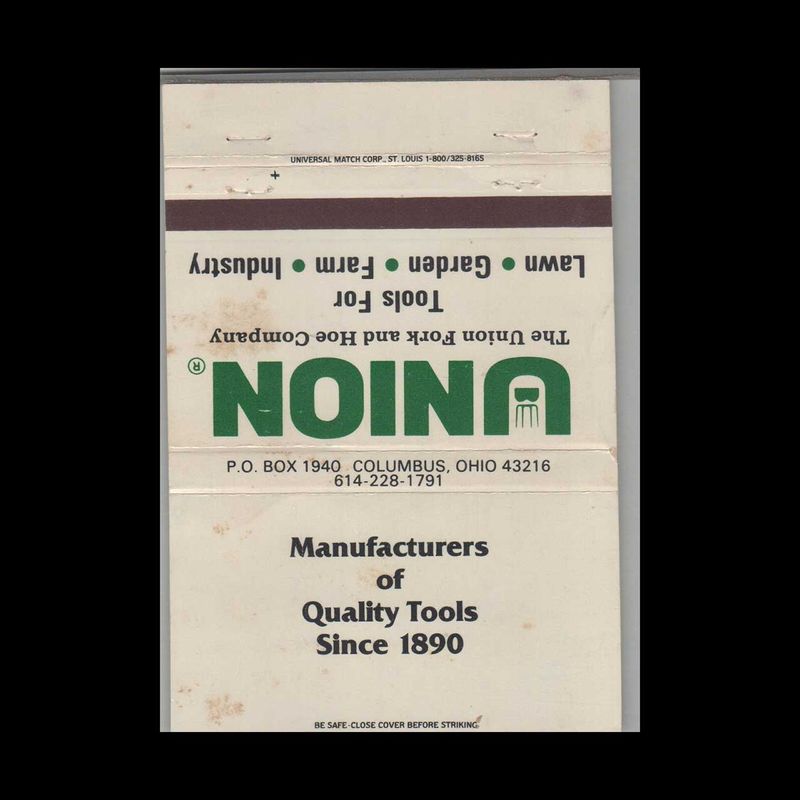 UNIVERSAL MATCH CORP., ST. LOUIS 1-800/325-8165
UNION®
The Union Fork and Hoe Company
Tools For
Lawn • Garden • Farm • Industry
P.O. BOX 1940 COLUMBUS, OHIO 43216
614-228-1791
Manufacturers
of
Quality Tools
Since 1890
BE SAFE-CLOSE COVER BEFORE STRIKING